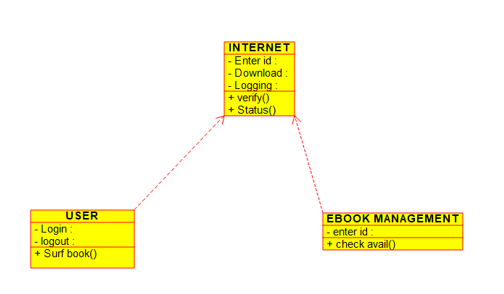 INTERNET
- Enter id :
- Download :
- Logging :
+ verify()
+ Status()
USER
- Login :
- logout :
+ Surf book()
EBOOK MANAGEMENT
- enter id :
+ check avail()